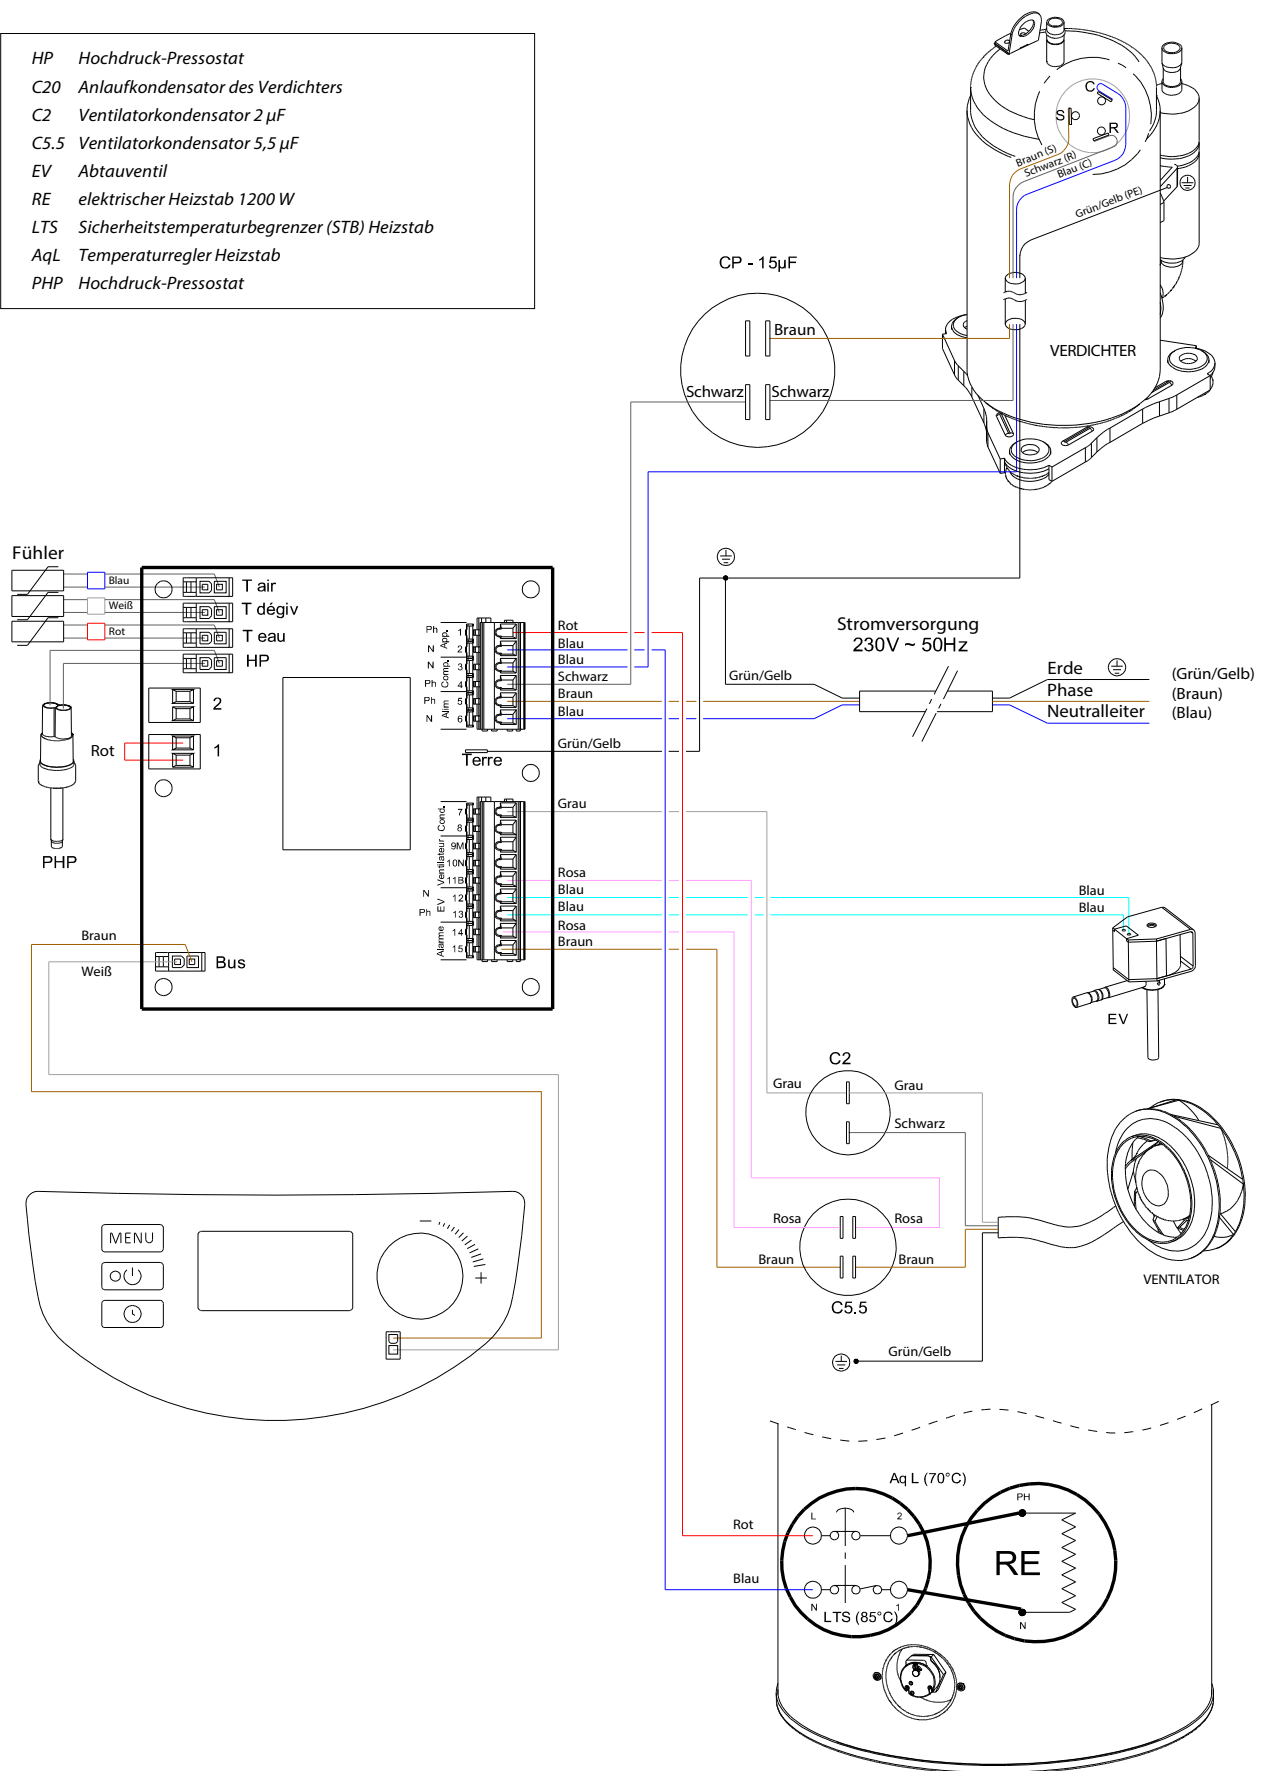 HP Hochdruck-Pressostat
C20 Anlaufkondensator des Verdichters
C2 Ventilatorkondensator 2 µF
C5.5 Ventilatorkondensator 5,5 µF
EV Abtauventil
RE elektrischer Heizstab 1200 W
LTS Sicherheitstemperaturbegrenzer (STB) Heizstab
AqL Temperaturregler Heizstab
PHP Hochdruck-Pressostat
C
S
R
Braun (S)
Schwarz (R)
Blau (C)
Grün/Gelb (PE)
VERDICHTER
CP - 15µF
Braun
Schwarz
Schwarz
Fühler
Blau
Weiß
Rot
T air
T dégiv
T eau
HP
2
1
Rot
PHP
Braun
Weiß
Bus
Ph 1 App. Rot
N 2 Blau
N 3 Comp. Blau
Ph 4 Schwarz
Ph 5 Alim Braun
N 6 Blau
Terre
Grün/Gelb
Grün/Gelb
Stromversorgung
230V ~ 50Hz
Erde (Grün/Gelb)
Phase (Braun)
Neutralleiter (Blau)
7 Cond. Grau
8
9M Ventilateur
10N
11B Rosa
N 12 EV Blau
Ph 13 Blau
14 Alarme Rosa
15 Braun
Blau
Blau
EV
C2
Grau
Grau
Schwarz
Rosa
Rosa
Braun
Braun
C5.5
Grün/Gelb
VENTILATOR
MENU
−
+
Aq L (70°C)
Rot
L
2
PH
RE
Blau
N
1
LTS (85°C)
N